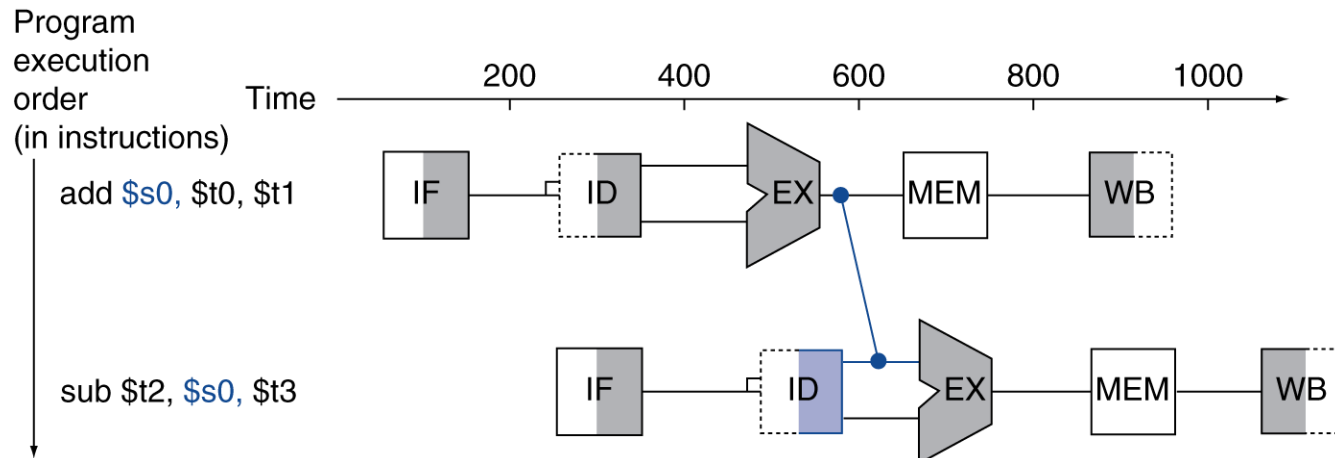 Program
execution
order
(in instructions)
Time
200 400 600 800 1000
add $s0, $t0, $t1
IF ID EX MEM WB
sub $t2, $s0, $t3
IF ID EX MEM WB